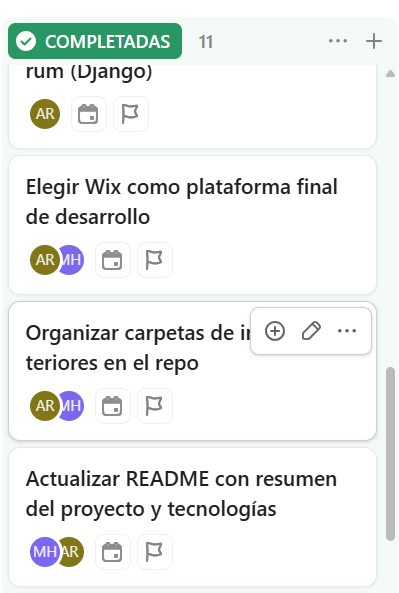 COMPLETADAS 11
rum (Django)
AR
Elegir Wix como plataforma final
de desarrollo
AR MH
Organizar carpetas de
teriores en el repo
AR MH
Actualizar README con resumen
del proyecto y tecnologías
MH AR